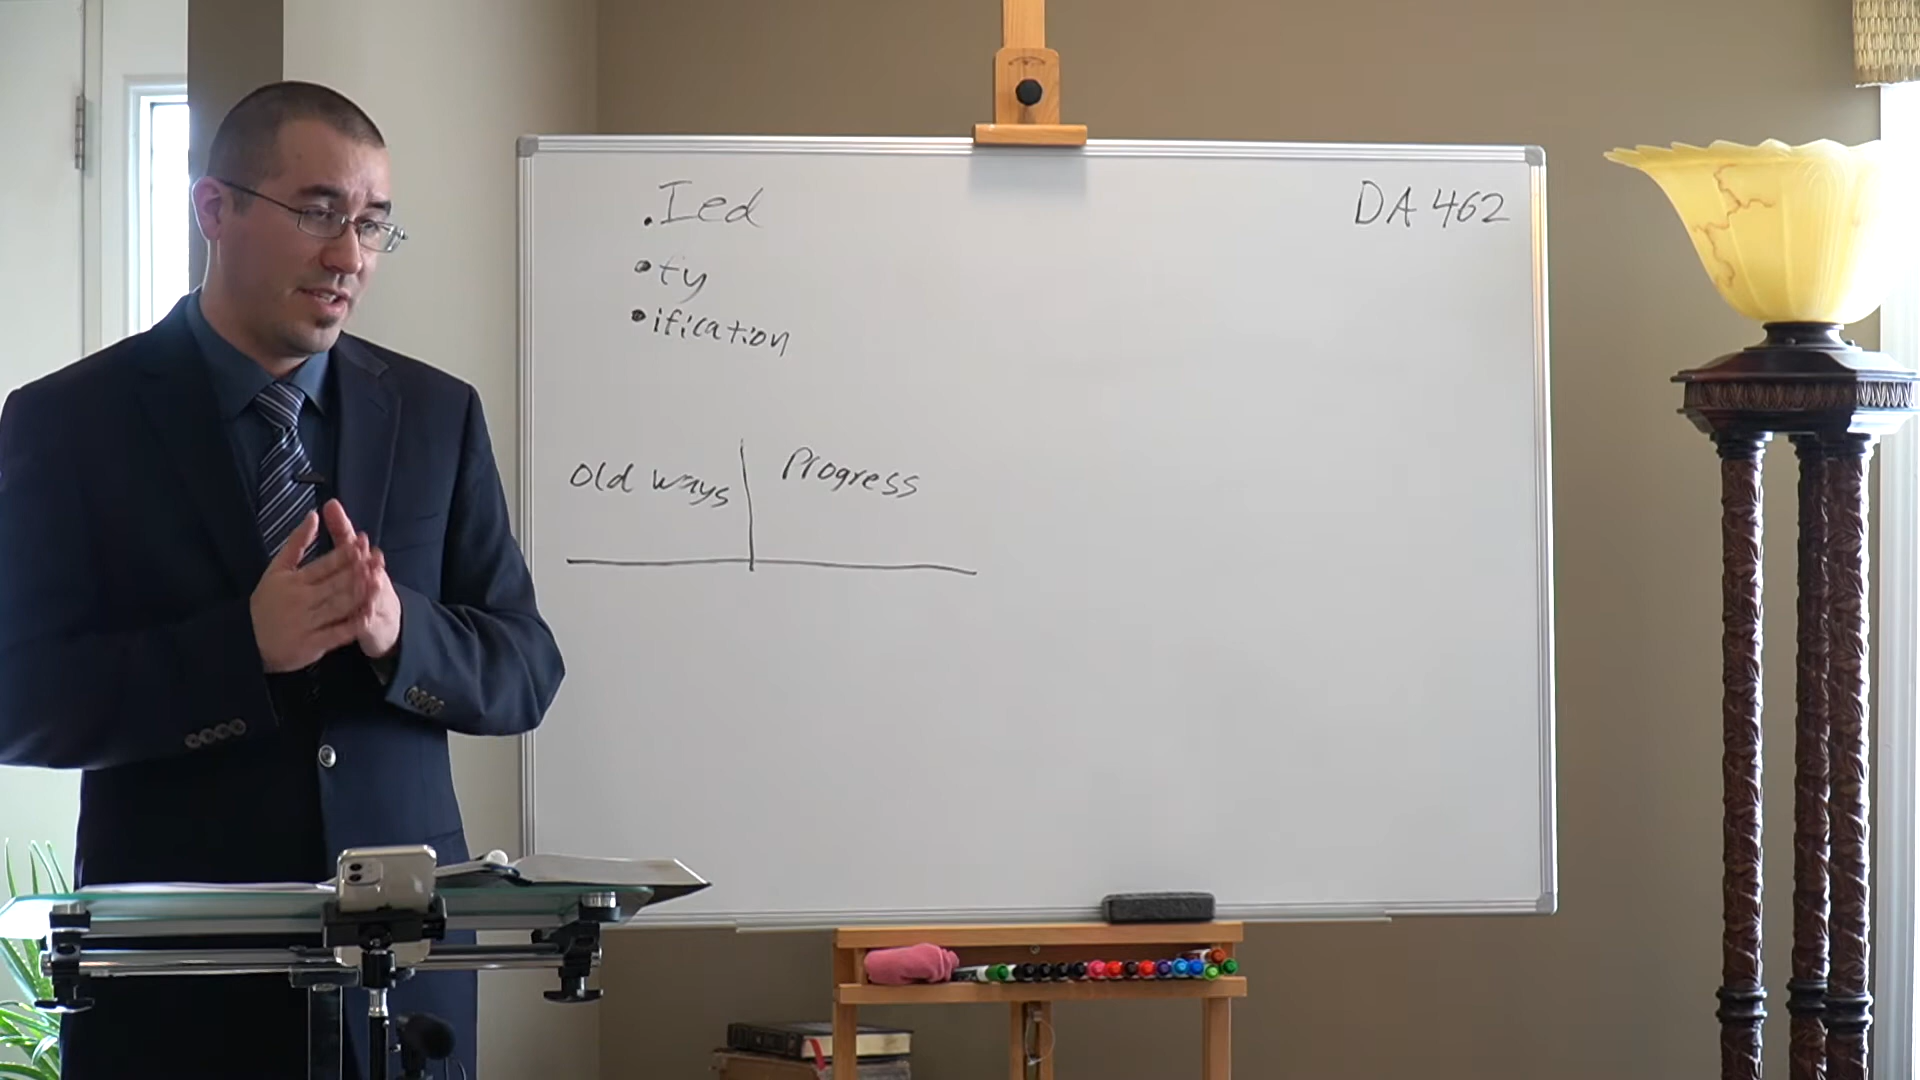 .Ied
DA 462
•ty
•ification
Old ways
Progress